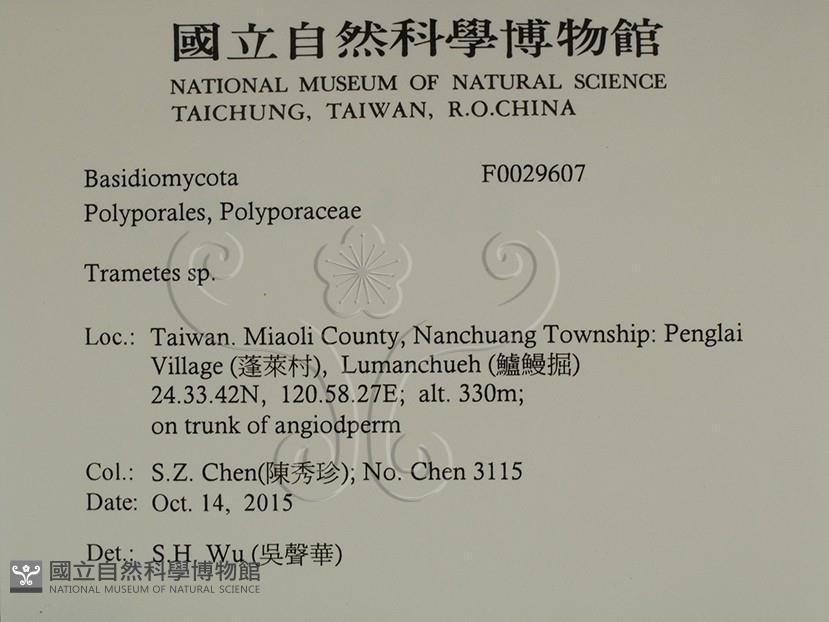 國立自然科學博物館
NATIONAL MUSEUM OF NATURAL SCIENCE
TAICHUNG, TAIWAN, R.O.CHINA
Basidiomycota F0029607
Polyporales, Polyporaceae
Trametes sp.
Loc.: Taiwan. Miaoli County, Nanchuang Township: Penglai
Village (蓬萊村), Lumanchueh (鱸鰻掘)
24.33.42N, 120.58.27E; alt. 330m;
on trunk of angiodperm
Col.: S.Z. Chen(陳秀珍); No. Chen 3115
Date: Oct. 14, 2015
Det.: S.H. Wu (吳聲華)
國立自然科學博物館
NATIONAL MUSEUM OF NATURAL SCIENCE